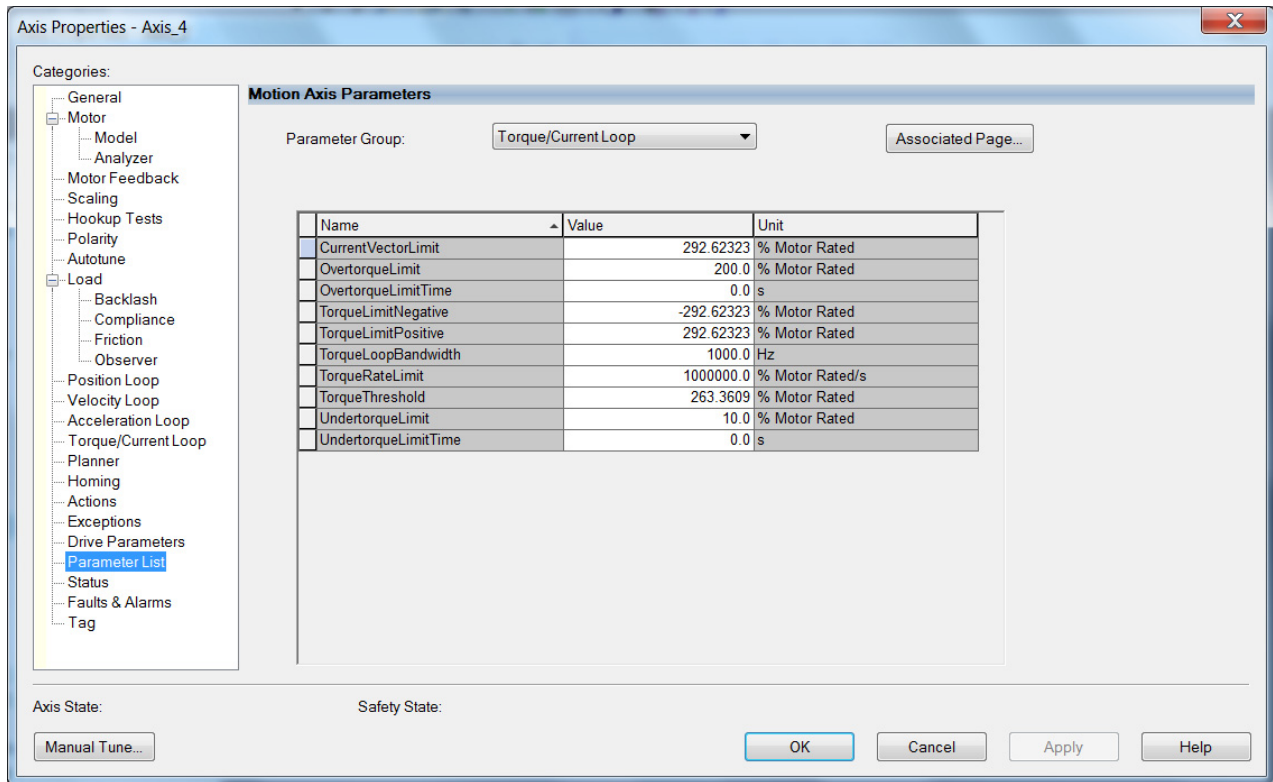 Axis Properties - Axis_4
X
Categories:
General
Motor
Model
Analyzer
Motor Feedback
Scaling
Hookup Tests
Polarity
Autotune
Load
Backlash
Compliance
Friction
Observer
Position Loop
Velocity Loop
Acceleration Loop
Torque/Current Loop
Planner
Homing
Actions
Exceptions
Drive Parameters
Parameter List
Status
Faults & Alarms
Tag
Motion Axis Parameters
Parameter Group: Torque/Current Loop Associated Page...
Name Value Unit
CurrentVectorLimit 292.62323 % Motor Rated
OvertorqueLimit 200.0 % Motor Rated
OvertorqueLimitTime 0.0 s
TorqueLimitNegative -292.62323 % Motor Rated
TorqueLimitPositive 292.62323 % Motor Rated
TorqueLoopBandwidth 1000.0 Hz
TorqueRateLimit 1000000.0 % Motor Rated/s
TorqueThreshold 263.3609 % Motor Rated
UndertorqueLimit 10.0 % Motor Rated
UndertorqueLimitTime 0.0 s
Axis State: Safety State:
Manual Tune... OK Cancel Apply Help